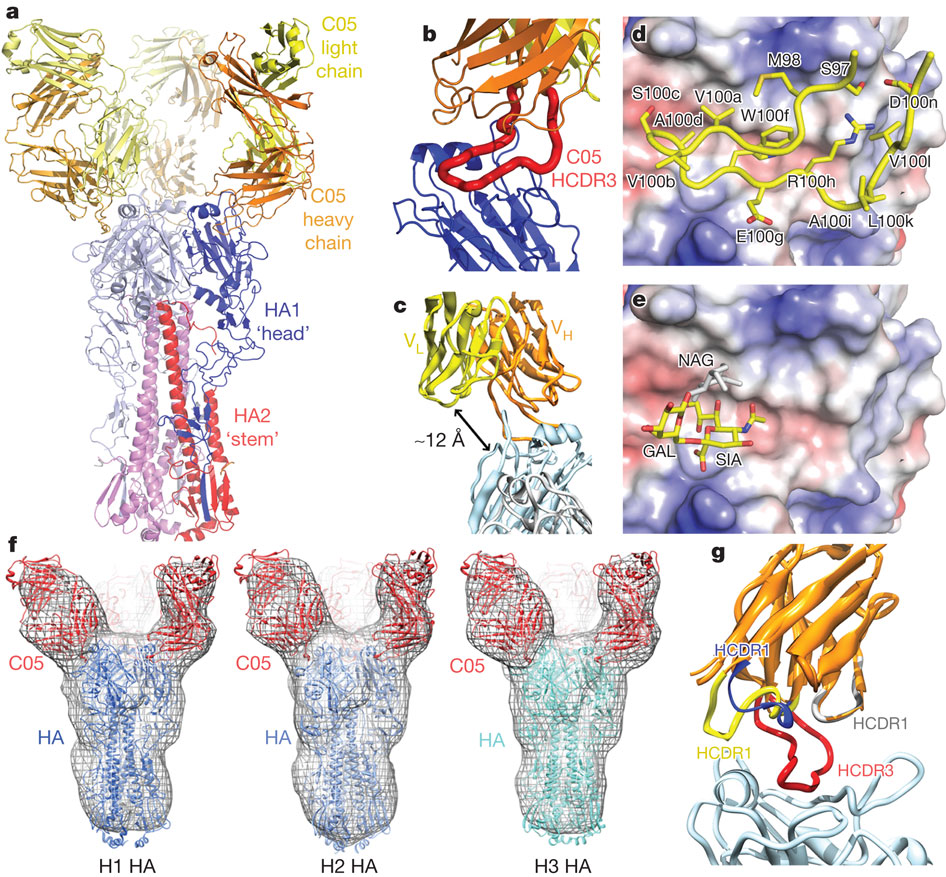 a
C05
light
chain
C05
heavy
chain
HA1
‘head’
HA2
‘stem’
b
C05
HCDR3
c
VL
VH
~12 Å
d
M98
S97
S100c
V100a
D100n
A100d
W100f
V100l
V100b
R100h
E100g
A100i
L100k
e
NAG
GAL
SIA
f
C05
HA
H1 HA
C05
HA
H2 HA
C05
HA
H3 HA
g
HCDR1
HCDR1
HCDR1
HCDR3